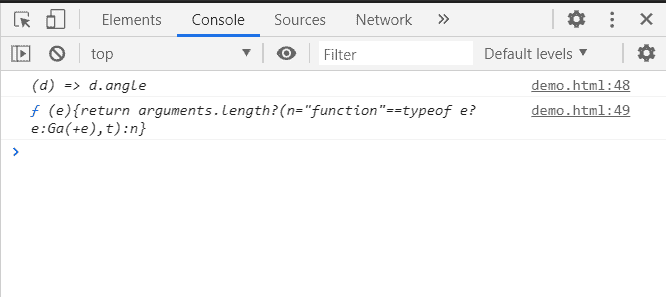 Elements Console Sources Network »
top Filter Default levels
(d) => d.angle demo.html:48
ƒ (e){return arguments.length?(n="function"==typeof e? demo.html:49
e:Ga(+e),t):n}